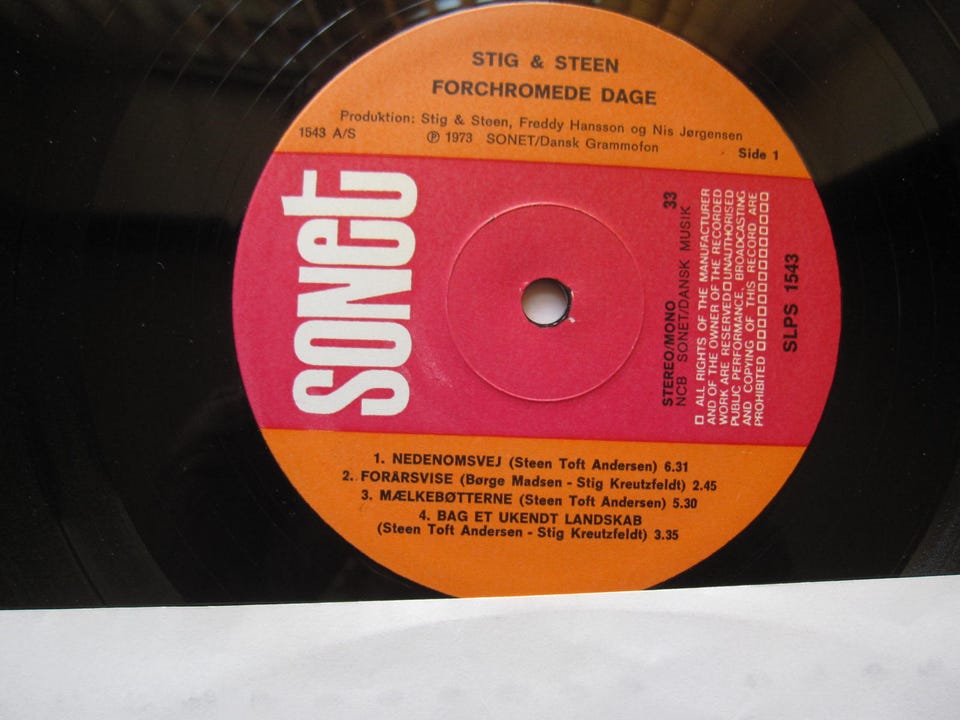 STIG & STEEN
FORCHROMEDE DAGE
Produktion: Stig & Steen, Freddy Hansson og Nis Jørgensen
1543 A/S
℗ 1973 SONET/Dansk Grammofon
Side 1
SONET
33
STEREO/MONO
NCB SONET/DANSK MUSIK
□ ALL RIGHTS OF THE MANUFACTURER
AND OF THE OWNER OF THE RECORDED
WORK ARE RESERVED □ UNAUTHORISED
PUBLIC PERFORMANCE, BROADCASTING
AND COPYING OF THIS RECORD ARE
PROHIBITED □□□□□□□□□□□□□
SLPS 1543
1. NEDENOMSVEJ (Steen Toft Andersen) 6.31
2. FORÅRSVISE (Børge Madsen - Stig Kreutzfeldt) 2.45
3. MÆLKEBØTTERNE (Steen Toft Andersen) 5.30
4. BAG ET UKENDT LANDSKAB
(Steen Toft Andersen - Stig Kreutzfeldt) 3.35